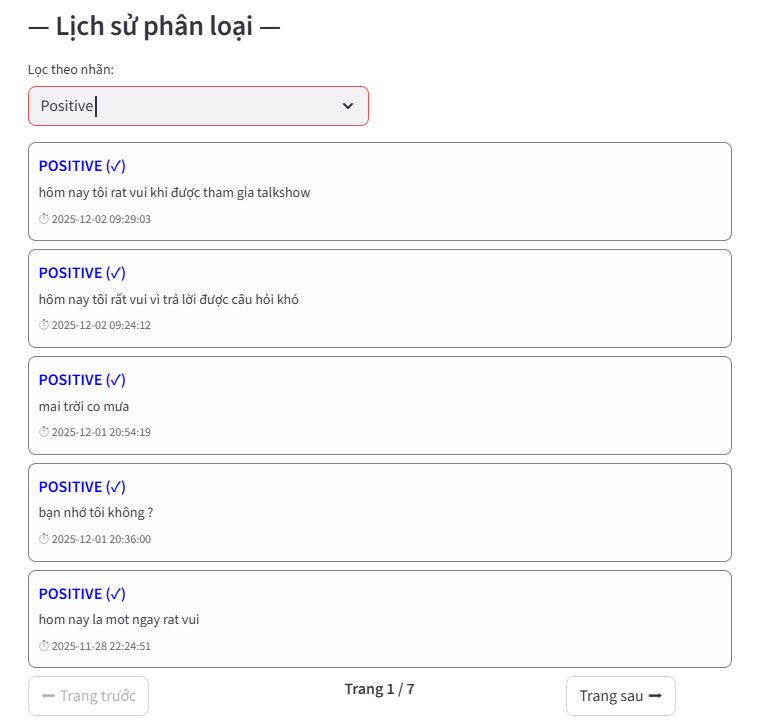 — Lịch sử phân loại —
Lọc theo nhãn:
Positive
POSITIVE (✓)
hôm nay tôi rat vui khi được tham gia talkshow
⏱ 2025-12-02 09:29:03
POSITIVE (✓)
hôm nay tôi rất vui vì trả lời được câu hỏi khó
⏱ 2025-12-02 09:24:12
POSITIVE (✓)
mai trời co mưa
⏱ 2025-12-01 20:54:19
POSITIVE (✓)
bạn nhớ tôi không ?
⏱ 2025-12-01 20:36:00
POSITIVE (✓)
hom nay la mot ngay rat vui
⏱ 2025-11-28 22:24:51
⬅ Trang trước
Trang 1 / 7
Trang sau ➡